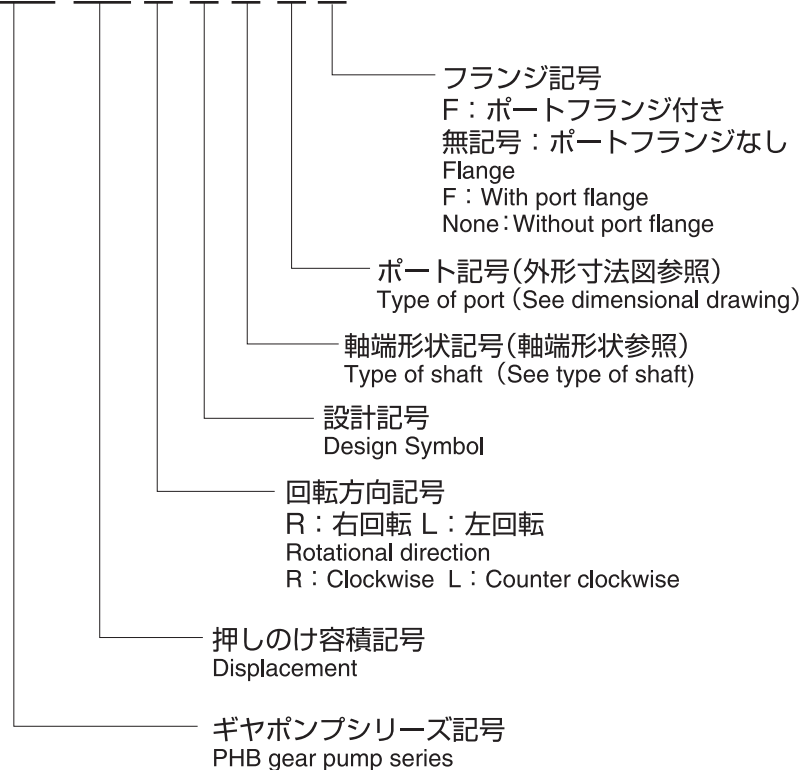 フランジ記号
F：ポートフランジ付き
無記号：ポートフランジなし
Flange
F：With port flange
None：Without port flange
ポート記号(外形寸法図参照)
Type of port (See dimensional drawing)
軸端形状記号(軸端形状参照)
Type of shaft (See type of shaft)
設計記号
Design Symbol
回転方向記号
R：右回転 L：左回転
Rotational direction
R：Clockwise L：Counter clockwise
押しのけ容積記号
Displacement
ギヤポンプシリーズ記号
PHB gear pump series